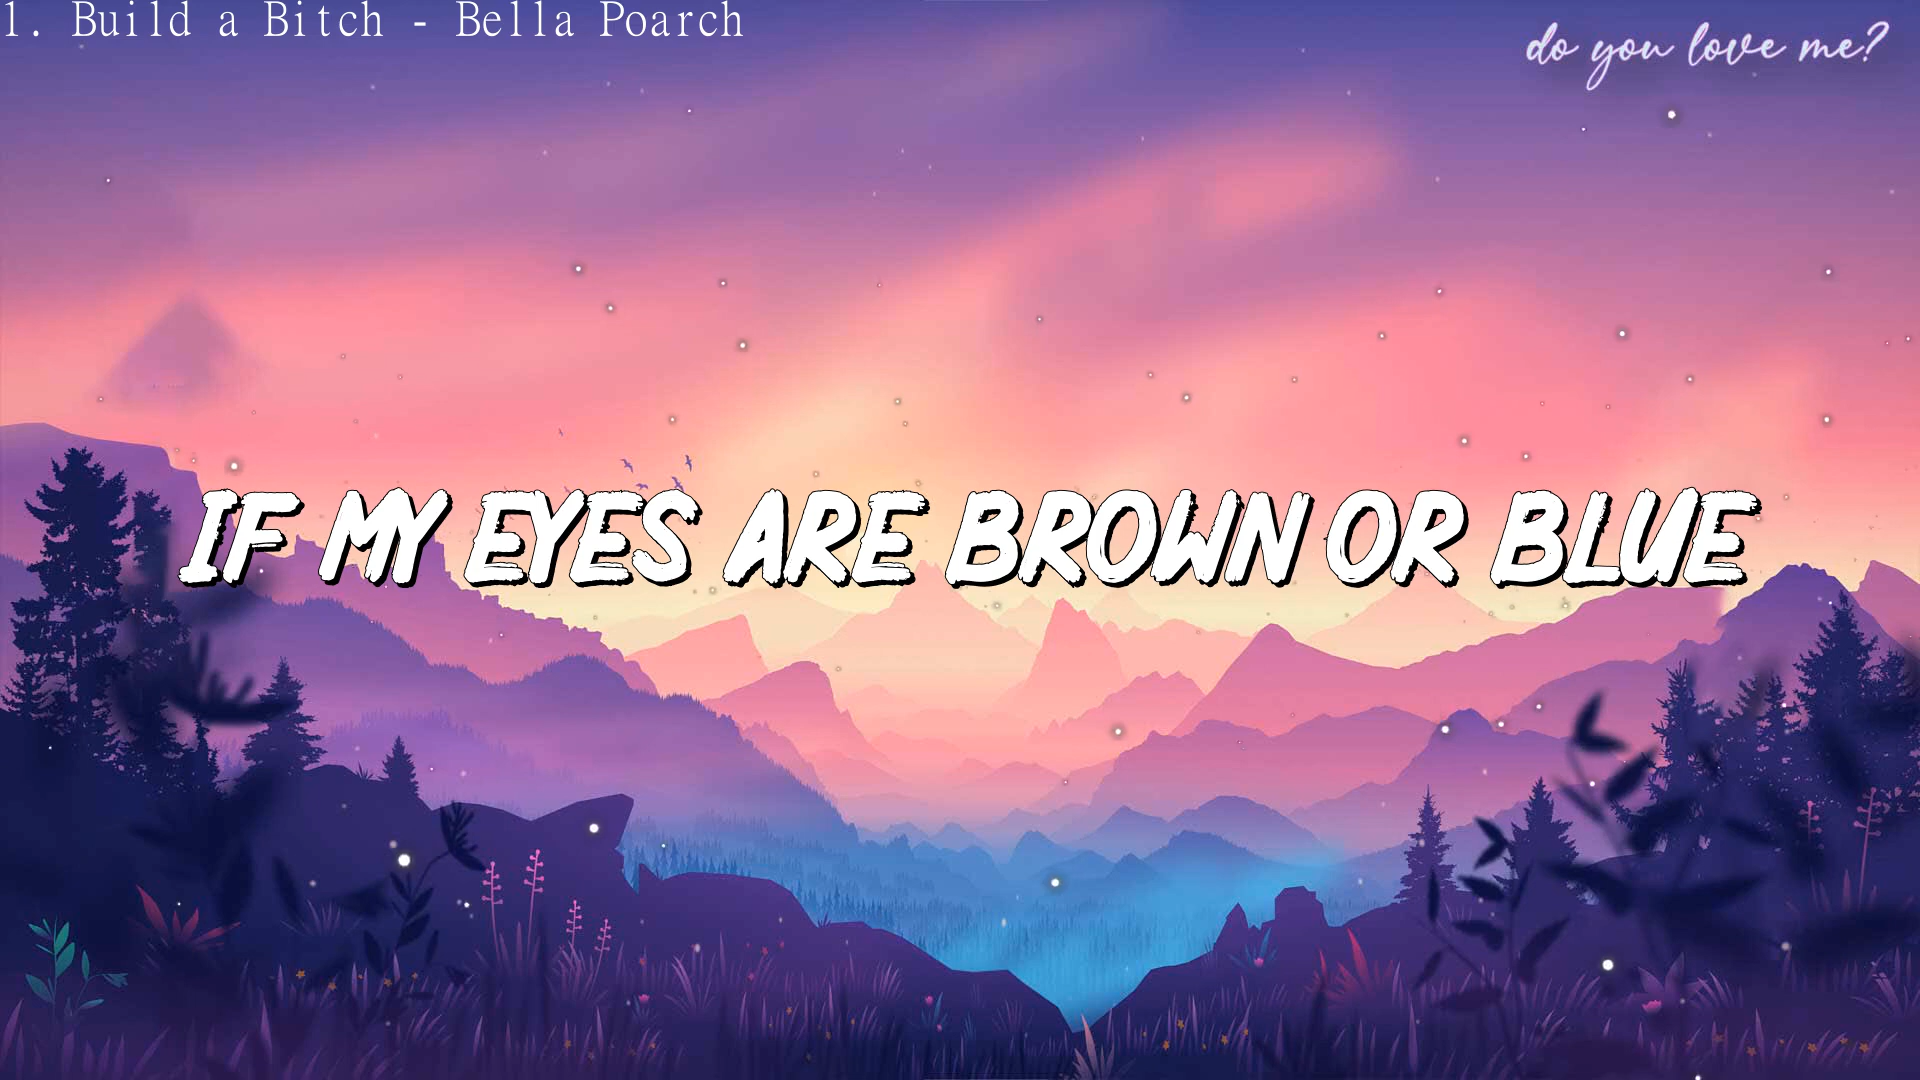 1. Build a Bitch - Bella Poarch
do you love me?
IF MY EYES ARE BROWN OR BLUE